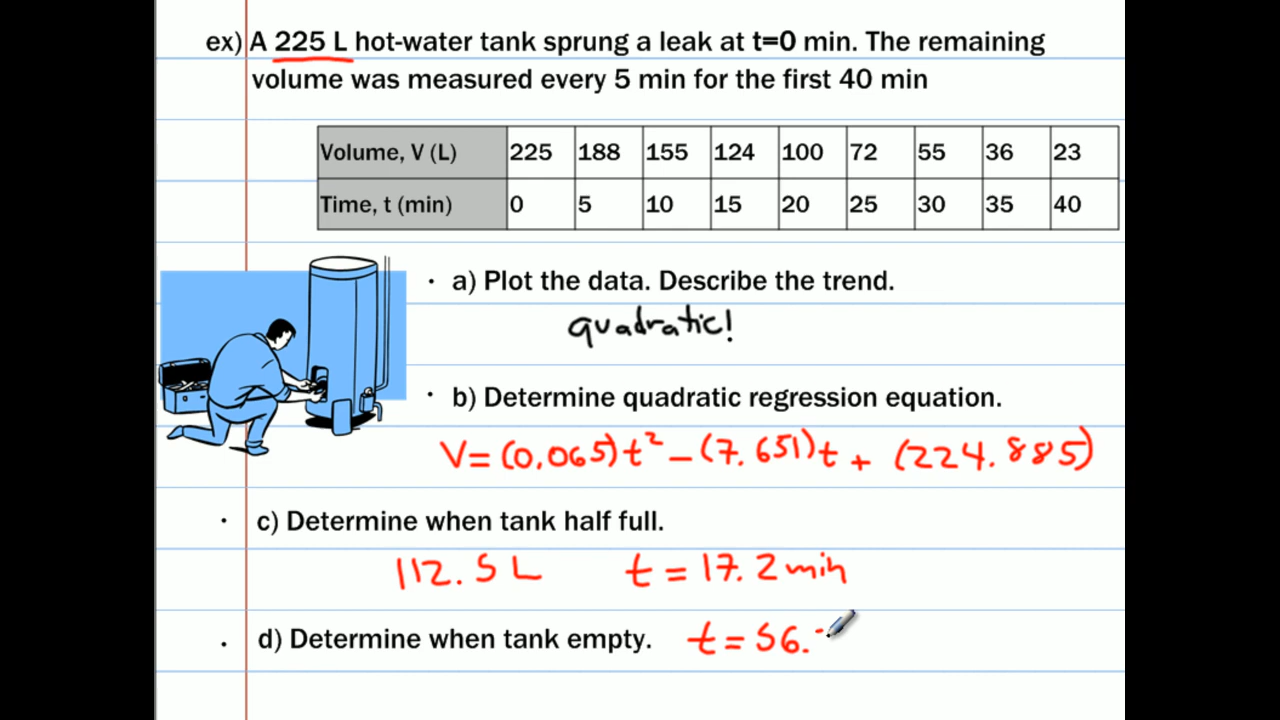 ex) A 225 L hot-water tank sprung a leak at t=0 min. The remaining
volume was measured every 5 min for the first 40 min
Volume, V (L) 225 188 155 124 100 72 55 36 23
Time, t (min) 0 5 10 15 20 25 30 35 40
· a) Plot the data. Describe the trend.
quadratic!
· b) Determine quadratic regression equation.
V=(0.065)t² -(7.651)t + (224.885)
· c) Determine when tank half full.
112.5 L t = 17.2 min
. d) Determine when tank empty. t = 56.